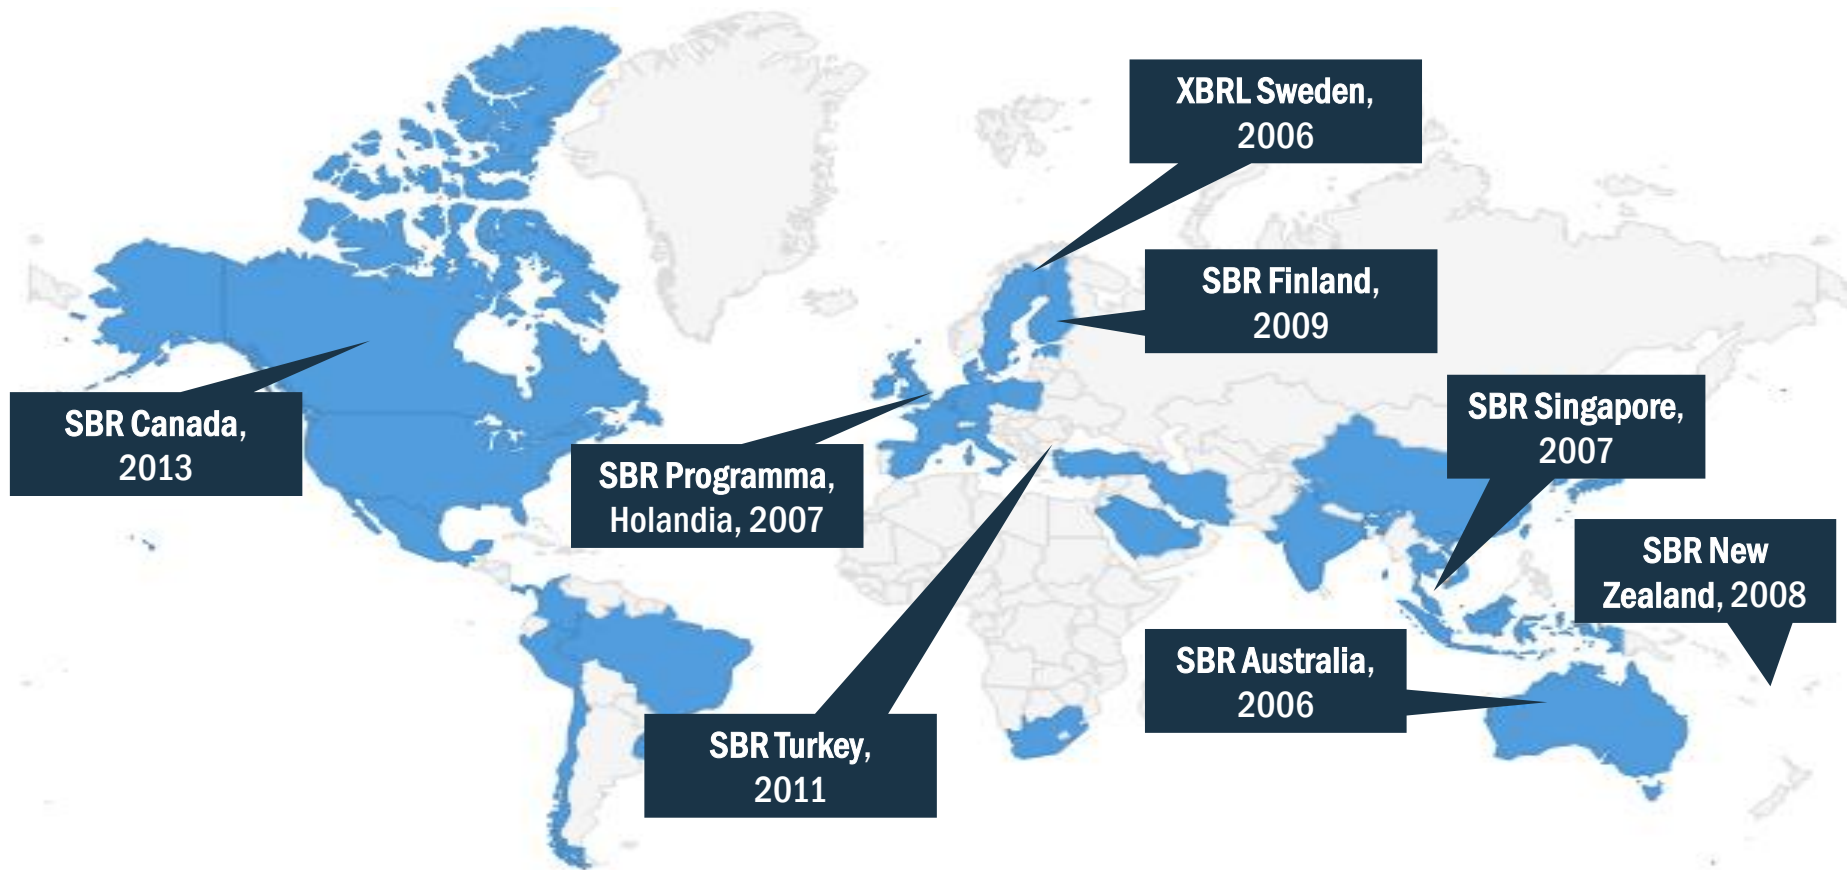 XBRL Sweden,
2006
SBR Finland,
2009
SBR Canada,
2013
SBR Programma,
Holandia, 2007
SBR Singapore,
2007
SBR New
Zealand, 2008
SBR Australia,
2006
SBR Turkey,
2011